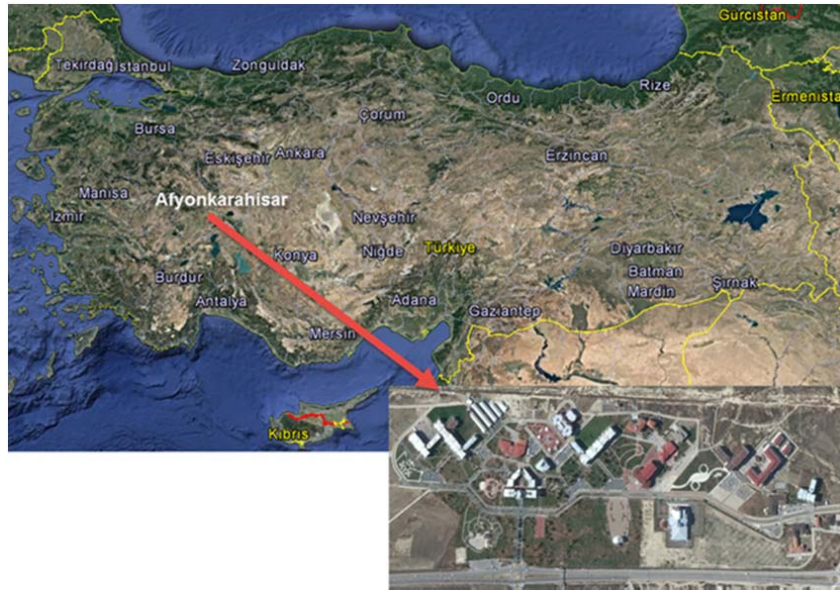 Gürcistan
Tekirdağ İstanbul
Zonguldak
Rize
Ordu
Ermenista
Çorum
Bursa
Eskişehir Ankara
Erzincan
Manisa
Afyonkarahisar
İzmir
Nevşehir
Konya
Niğde
Türkiye
Diyarbakır
Burdur
Batman
Şırnak
Mardin
Antalya
Adana
Gaziantep
Mersin
Kıbrıs